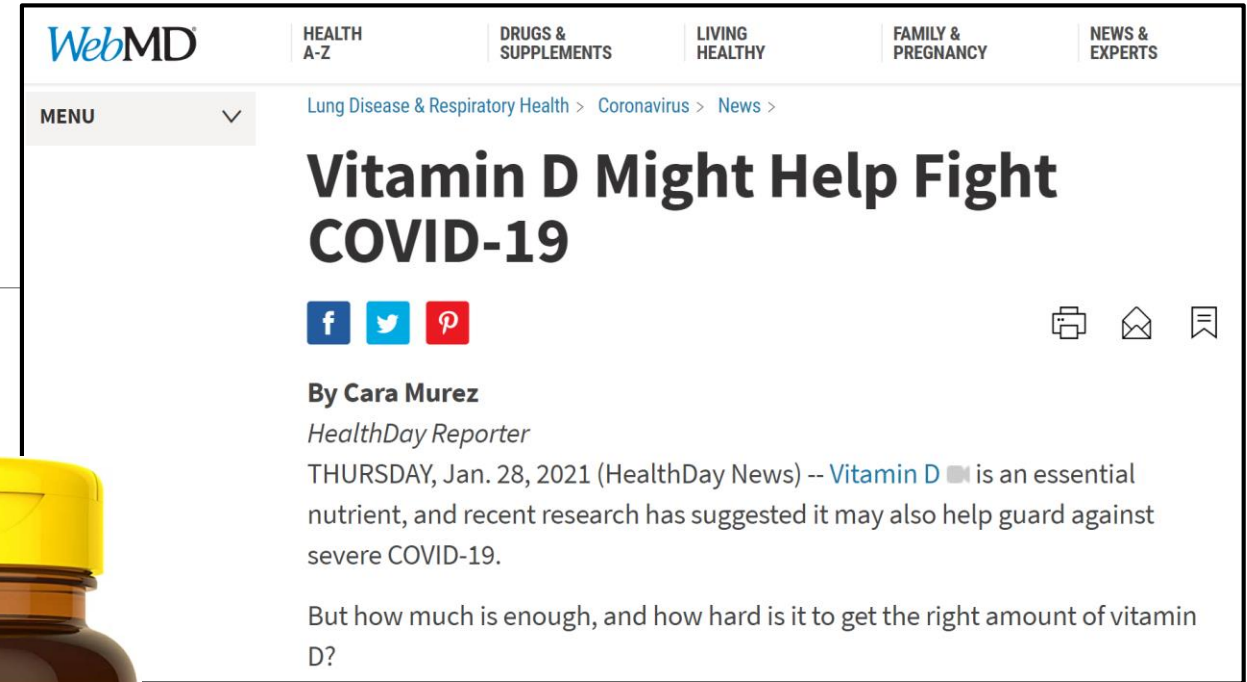 WebMD
HEALTH
A-Z
DRUGS &
SUPPLEMENTS
LIVING
HEALTHY
FAMILY &
PREGNANCY
NEWS &
EXPERTS
MENU
Lung Disease & Respiratory Health > Coronavirus > News >
Vitamin D Might Help Fight
COVID-19
By Cara Murez
HealthDay Reporter
THURSDAY, Jan. 28, 2021 (HealthDay News) -- Vitamin D is an essential
nutrient, and recent research has suggested it may also help guard against
severe COVID-19.
But how much is enough, and how hard is it to get the right amount of vitamin
D?